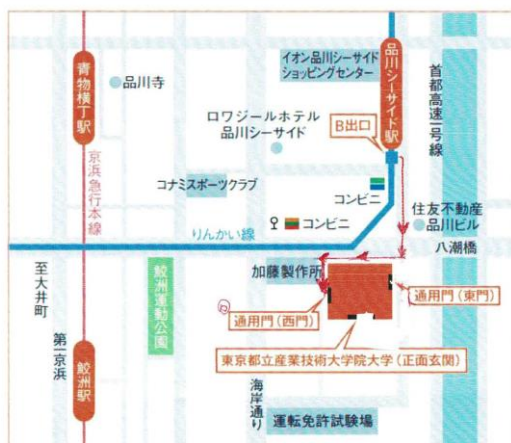 イオン品川シーサイド
ショッピングセンター
品川シーサイド駅
首都高速一号線
青物横丁駅
品川寺
ロワジールホテル
品川シーサイド
B出口
京浜急行本線
コナミスポーツクラブ
コンビニ
コンビニ
住友不動産
品川ビル
りんかい線
八潮橋
至大井町
鮫洲運動公園
加藤製作所
通用門(東門)
通用門(西門)
第一京浜
東京都立産業技術大学院大学(正面玄関)
鮫洲駅
海岸通り
運転免許試験場